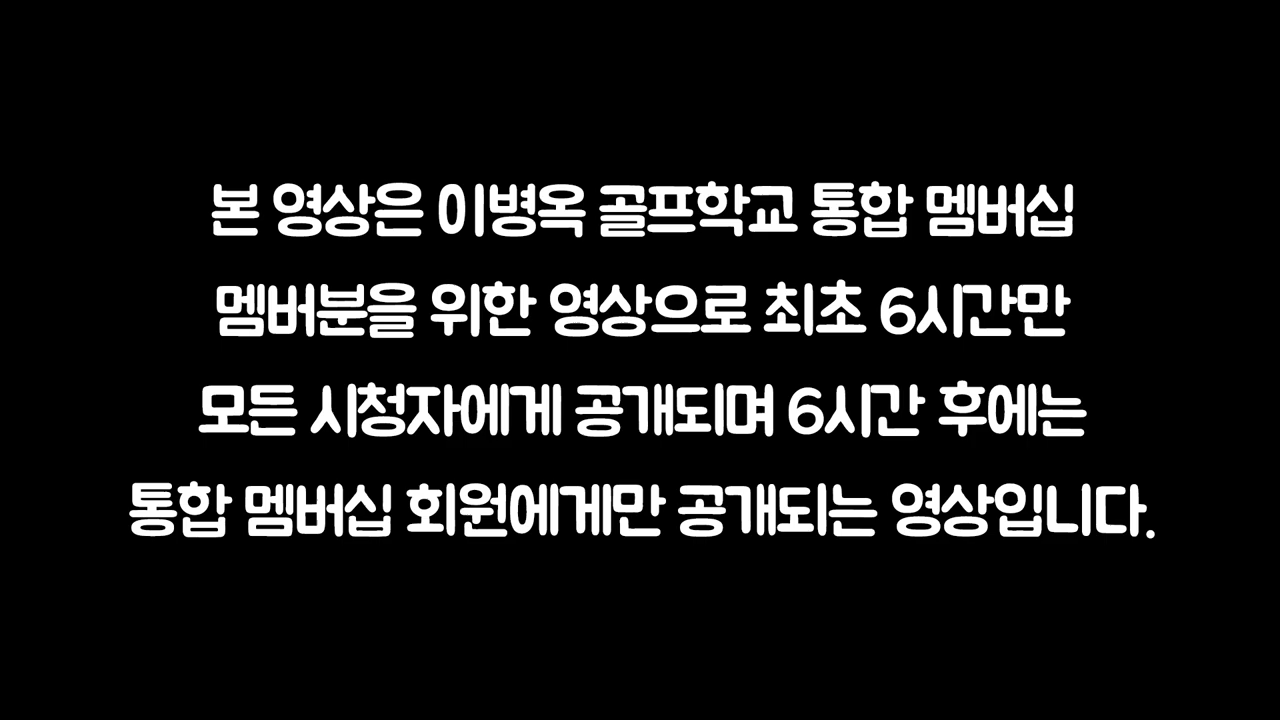 본 영상은 이병옥 골프학교 통합 멤버십
멤버분을 위한 영상으로 최초 6시간만
모든 시청자에게 공개되며 6시간 후에는
통합 멤버십 회원에게만 공개되는 영상입니다.